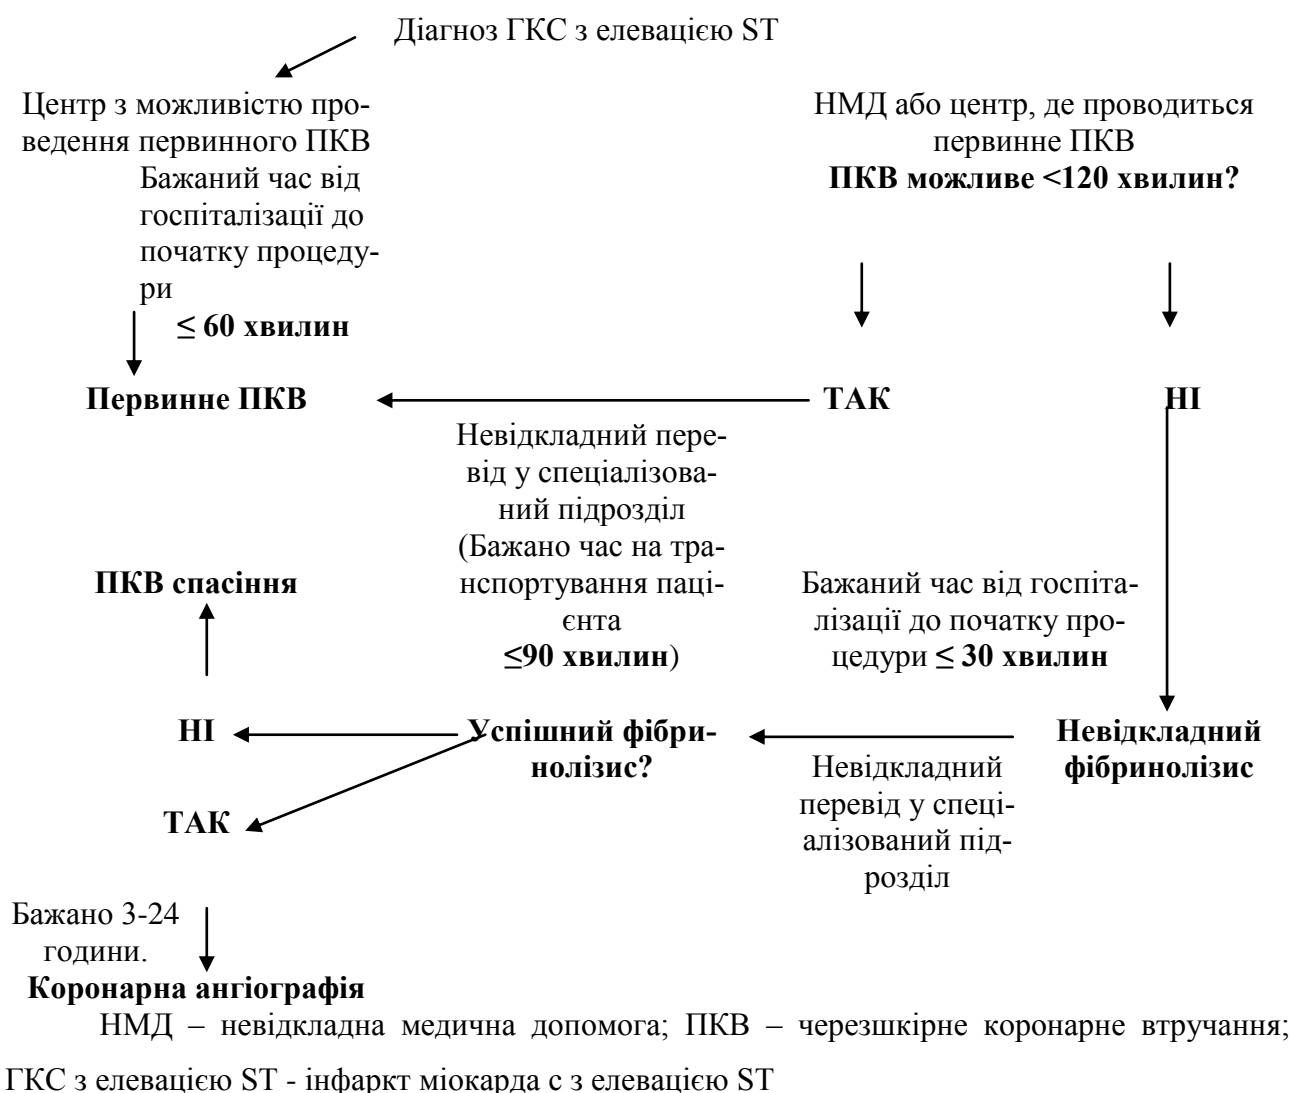 Діагноз ГКС з елевацією ST
Центр з можливістю про-
ведення первинного ПКВ
Бажаний час від
госпіталізації до
початку процеду-
ри
≤ 60 хвилин
НМД або центр, де проводиться
первинне ПКВ
ПКВ можливе <120 хвилин?
Первинне ПКВ
ТАК
НІ
Невідкладний пере-
від у спеціалізова-
ний підрозділ
(Бажано час на тра-
нспортування паці-
єнта
≤90 хвилин)
ПКВ спасіння
Бажаний час від госпіта-
лізації до початку про-
цедури ≤ 30 хвилин
НІ
Успішний фібри-
нолізис?
Невідкладний
фібринолізис
Невідкладний
перевід у спеці-
алізований під-
розділ
ТАК
Бажано 3-24
години.
Коронарна ангіографія
НМД – невідкладна медична допомога; ПКВ – черезшкірне коронарне втручання;
ГКС з елевацією ST - інфаркт міокарда с з елевацією ST